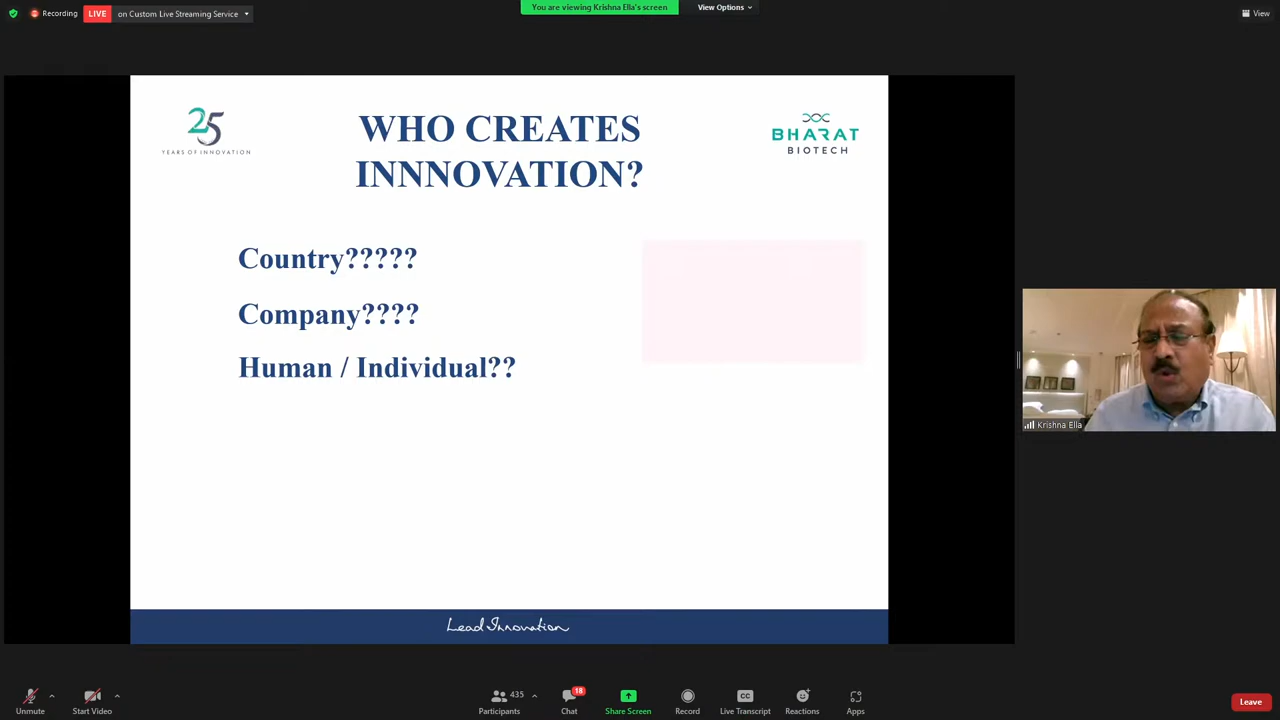 Recording
LIVE
on Custom Live Streaming Service
You are viewing Krishna Ella's screen
View Options
View
25
YEARS OF INNOVATION
WHO CREATES
INNNOVATION?
BHARAT
BIOTECH
Country?????
Company????
Human / Individual??
Krishna Ella
Lead Innovation
Unmute
Start Video
435
Participants
18
Chat
Share Screen
Record
CC
Live Transcript
Reactions
Apps
Leave